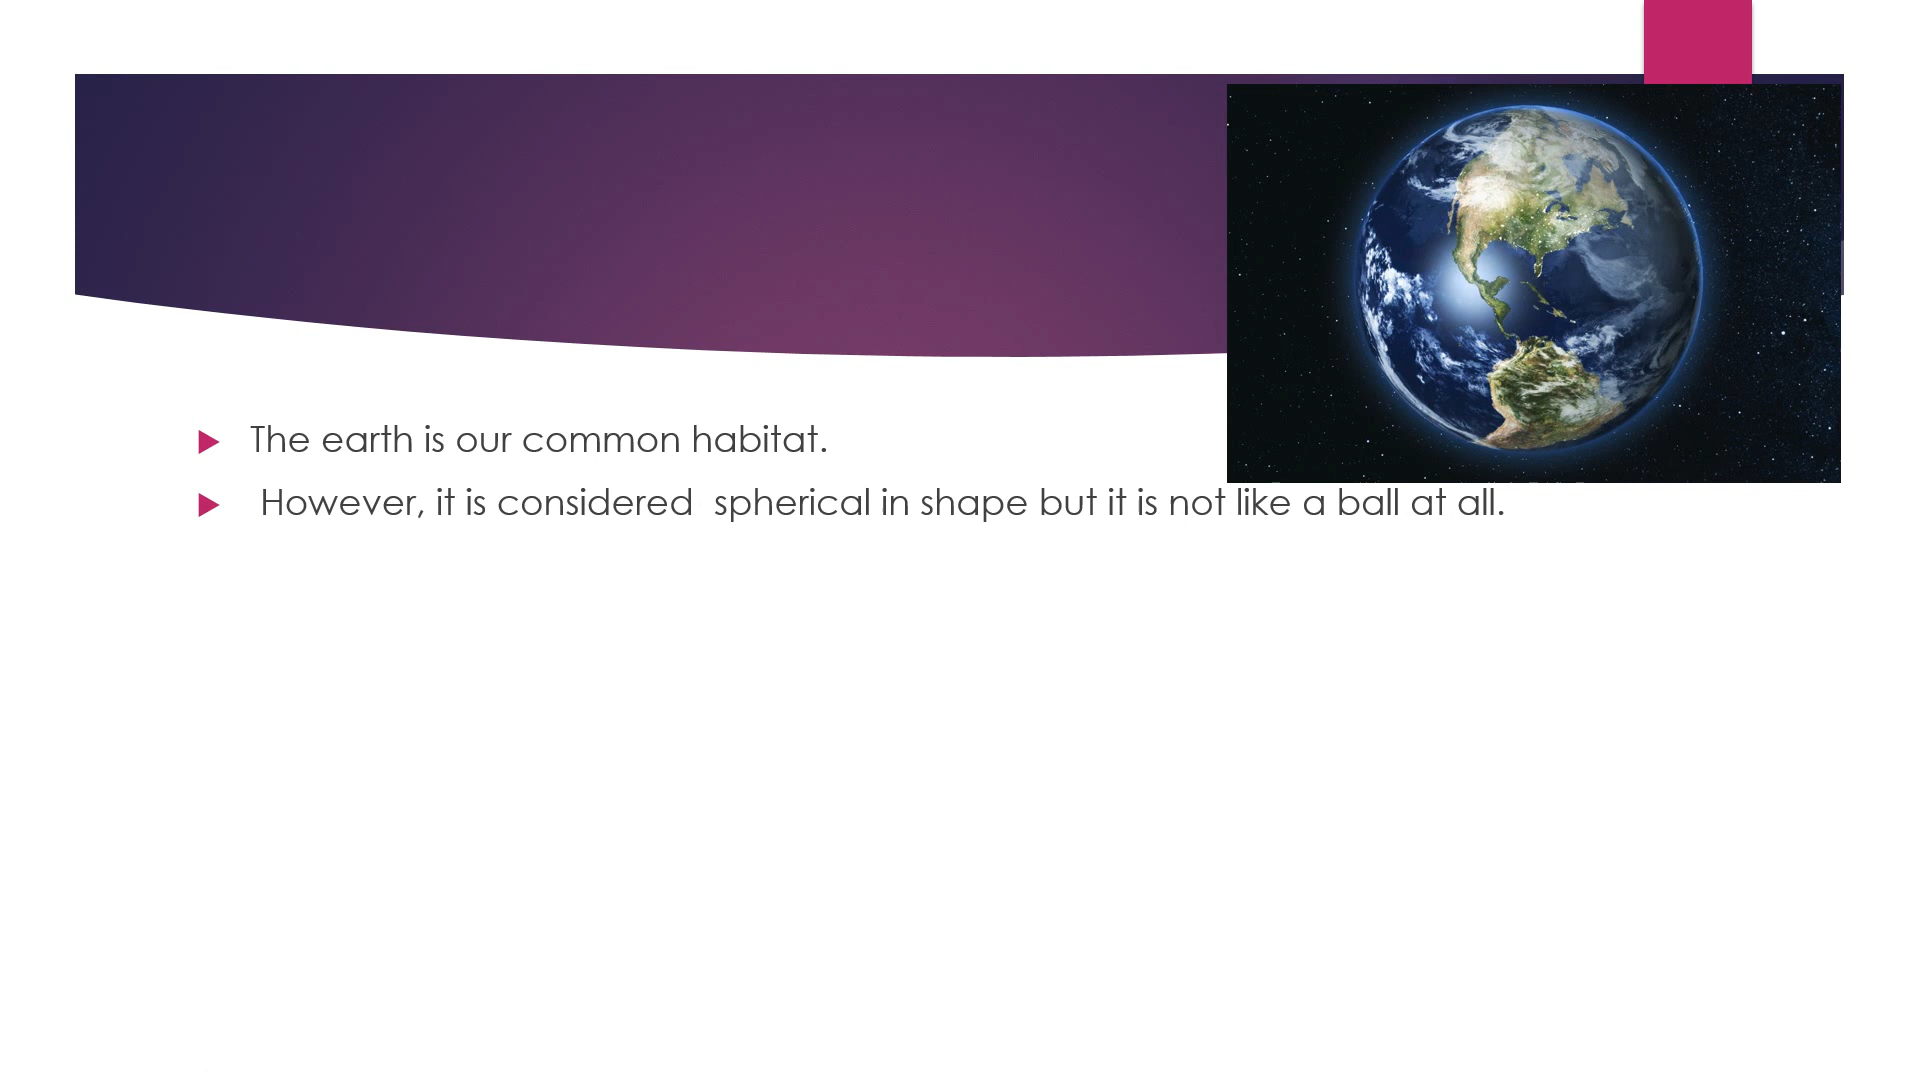 The earth is our common habitat.
However, it is considered  spherical in shape but it is not like a ball at all.